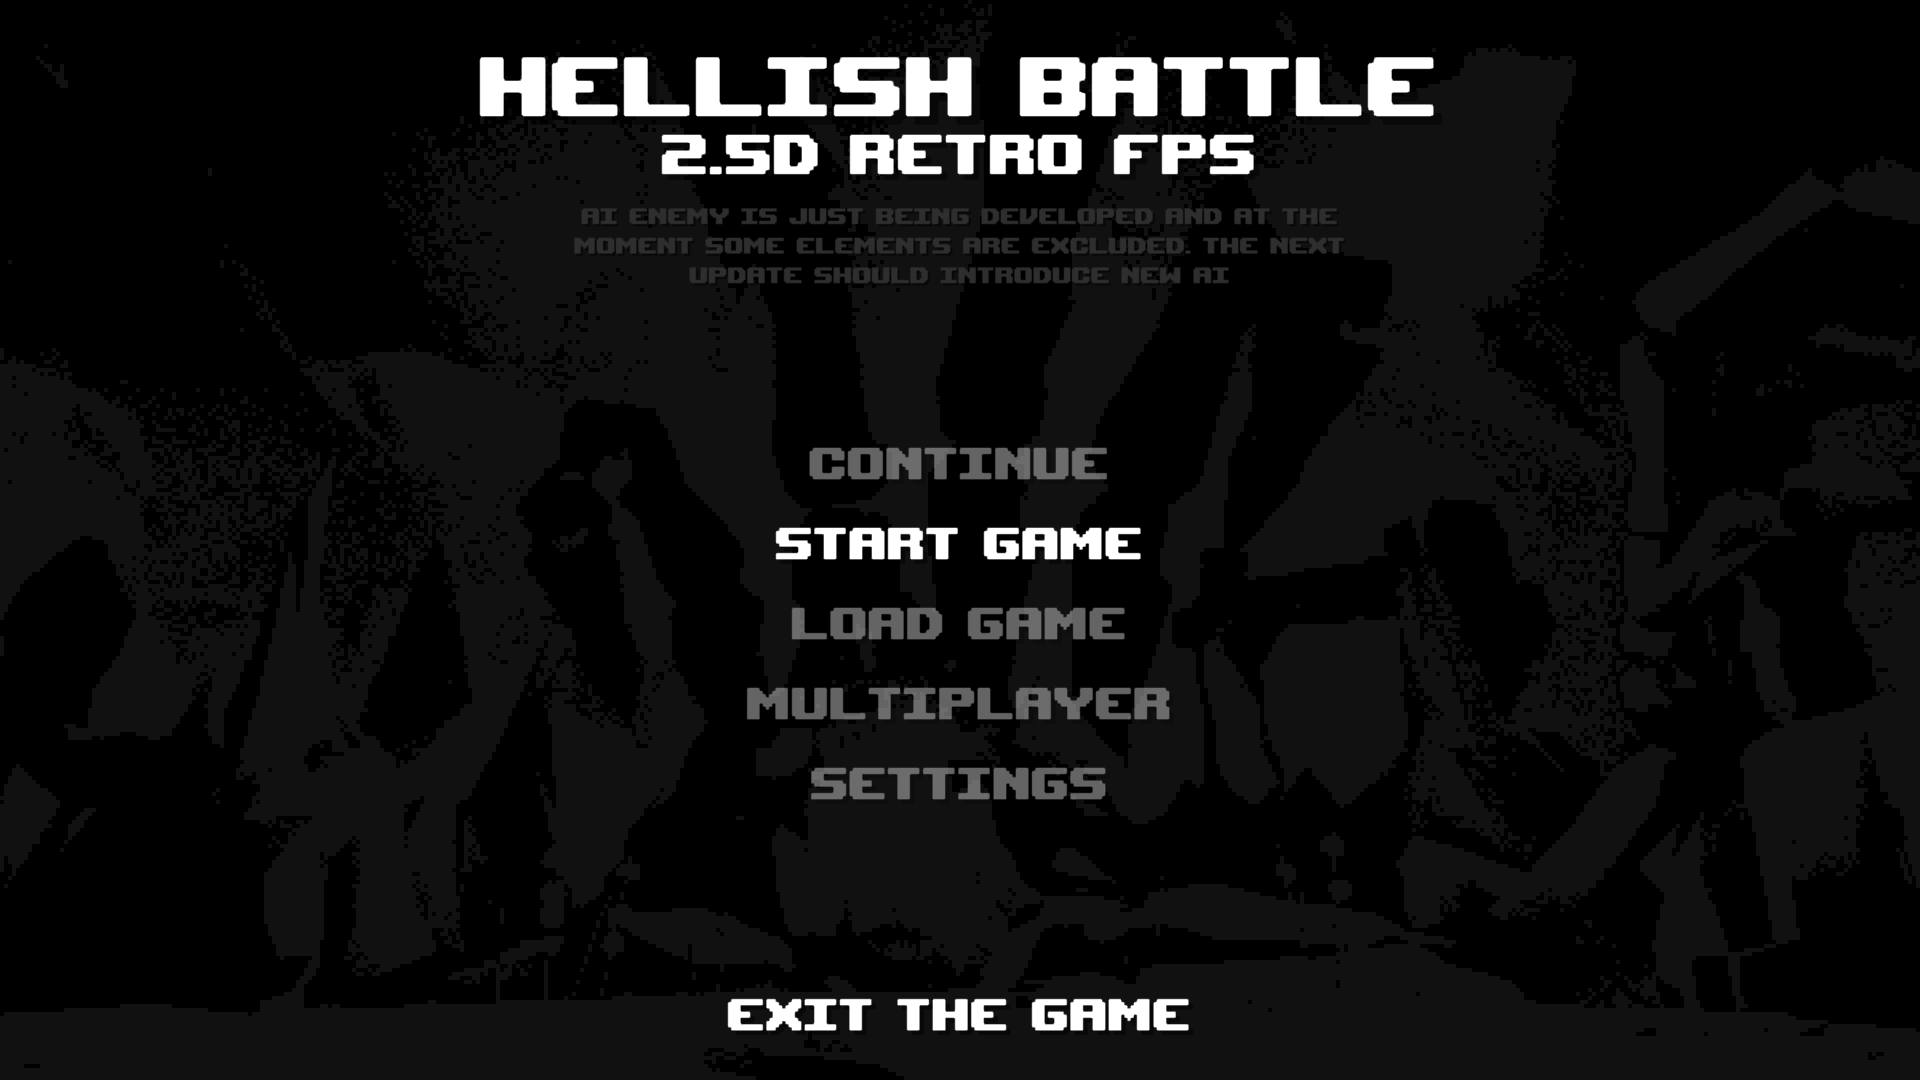 HELLISH BATTLE
2.5D RETRO FPS
AI ENEMY IS JUST BEING DEVELOPED AND AT THE
MOMENT SOME ELEMENTS ARE EXCLUDED. THE NEXT
UPDATE SHOULD INTRODUCE NEW AI
CONTINUE
START GAME
LOAD GAME
MULTIPLAYER
SETTINGS
EXIT THE GAME